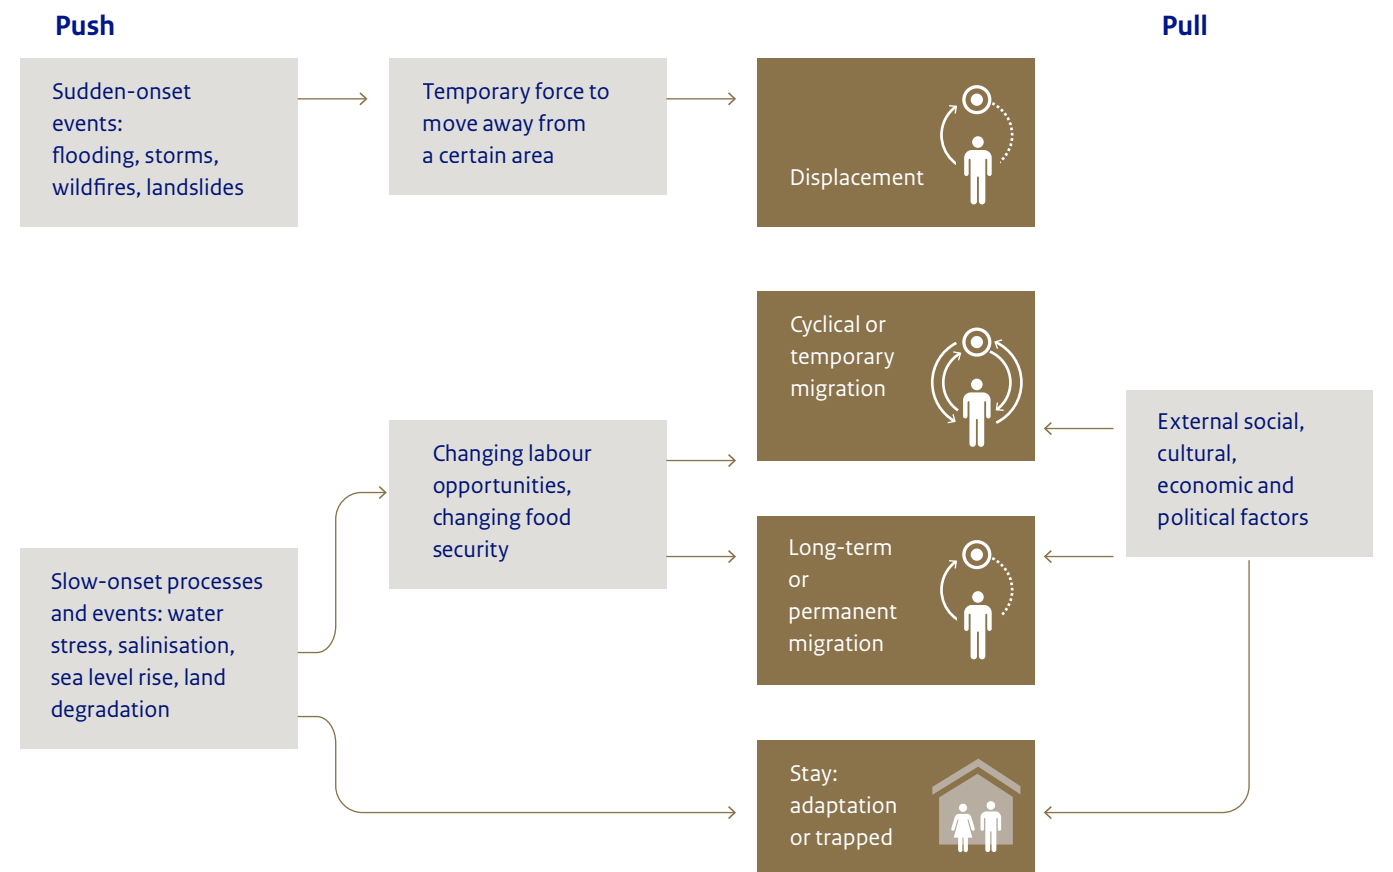 Push
Pull
Sudden-onset
events:
flooding, storms,
wildfires, landslides
Temporary force to
move away from
a certain area
Displacement
Cyclical or
temporary
migration
External social,
cultural,
economic and
political factors
Changing labour
opportunities,
changing food
security
Long-term
or
permanent
migration
Slow-onset processes
and events: water
stress, salinisation,
sea level rise, land
degradation
Stay:
adaptation
or trapped